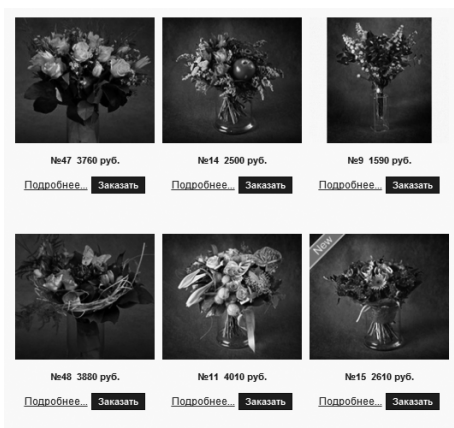 №47 3760 руб. №14 2500 руб. №9 1590 руб.
Подробнее... Заказать Подробнее... Заказать Подробнее... Заказать
New
№48 3880 руб. №11 4010 руб. №15 2610 руб.
Подробнее... Заказать Подробнее... Заказать Подробнее... Заказать